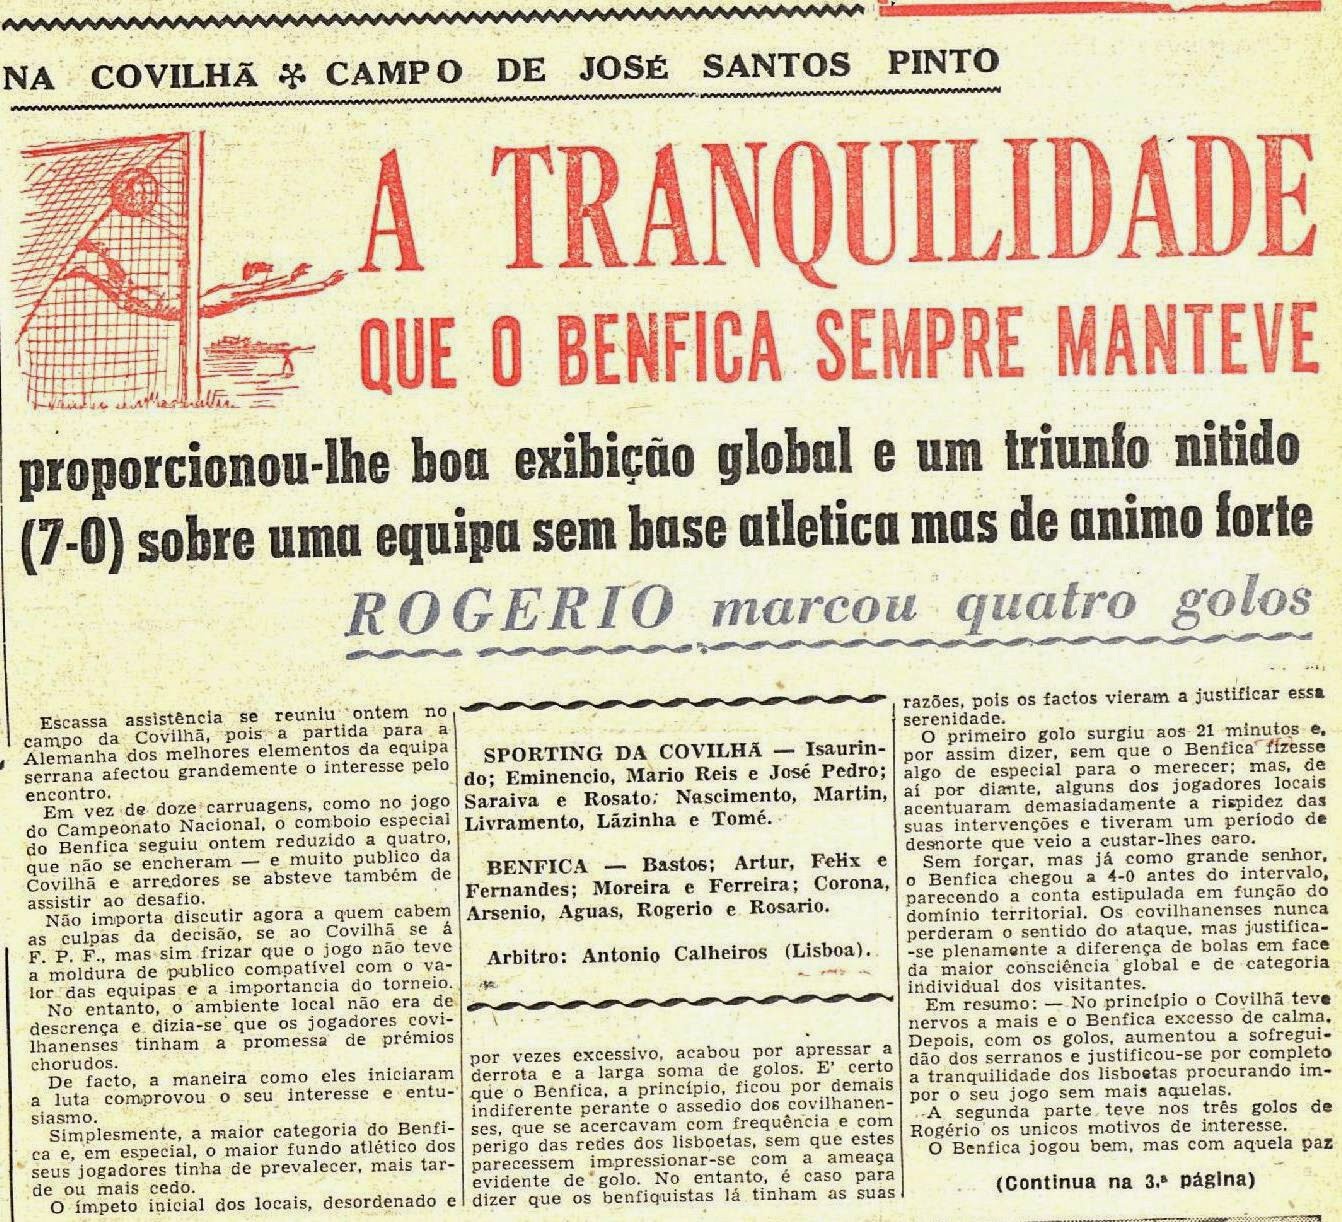 NA COVILHÃ ※ CAMPO DE JOSÉ SANTOS PINTO
A TRANQUILIDADE
QUE O BENFICA SEMPRE MANTEVE
proporcionou-lhe boa exibição global e um triunfo nitido
(7-0) sobre uma equipa sem base atletica mas de animo forte
ROGERIO marcou quatro golos
Escassa assistência se reuniu ontem no
campo da Covilhã, pois a partida para a
Alemanha dos melhores elementos da equipa
serrana afectou grandemente o interesse pelo
encontro.
Em vez de doze carruagens, como no jogo
do Campeonato Nacional, o comboio especial
do Benfica seguiu ontem reduzido a quatro,
que não se encheram — e muito publico da
Covilhã e arredores se absteve também de
assistir ao desafio.
Não importa discutir agora a quem cabem
as culpas da decisão, se ao Covilhã se á
F. P. F., mas sim frizar que o jogo não teve
a moldura de publico compatível com o va-
lor das equipas e a importancia do torneio.
No entanto, o ambiente local não era de
descrença e dizia-se que os jogadores covi-
lhanenses tinham a promessa de prémios
chorudos.
De facto, a maneira como eles iniciaram
a luta comprovou o seu interesse e entu-
siasmo.
Simplesmente, a maior categoria do Benfi-
ca e, em especial, o maior fundo atlético dos
seus jogadores tinha de prevalecer, mais tar-
de ou mais cedo.
O ímpeto inicial dos locais, desordenado e
SPORTING DA COVILHÃ — Isaurin-
do; Eminencio, Mario Reis e José Pedro;
Saraiva e Rosato; Nascimento, Martin,
Livramento, Lãzinha e Tomé.
BENFICA — Bastos; Artur, Felix e
Fernandes; Moreira e Ferreira; Corona,
Arsenio, Aguas, Rogerio e Rosario.
Arbitro: Antonio Calheiros (Lisboa).
por vezes excessivo, acabou por apressar a
derrota e a larga soma de golos. E' certo
que o Benfica, a princípio, ficou por demais
indiferente perante o assedio dos covilhanen-
ses, que se acercavam com frequência e com
perigo das redes dos lisboetas, sem que estes
parecessem impressionar-se com a ameaça
evidente de golo. No entanto, é caso para
dizer que os benfiquistas lá tinham as suas
razões, pois os factos vieram a justificar essa
serenidade.
O primeiro golo surgiu aos 21 minutos e,
por assim dizer, sem que o Benfica fizesse
algo de especial para o merecer; mas, de
aí por diante, alguns dos jogadores locais
acentuaram demasiadamente a rispidez das
suas intervenções e tiveram um período de
desnorte que veio a custar-lhes caro.
Sem forçar, mas já como grande senhor,
o Benfica chegou a 4-0 antes do intervalo,
parecendo a conta estipulada em função do
domínio territorial. Os covilhanenses nunca
perderam o sentido do ataque, mas justifica-
-se plenamente a diferença de bolas em face
da maior consciência global e de categoria
individual dos visitantes.
Em resumo: — No princípio o Covilhã teve
nervos a mais e o Benfica excesso de calma.
Depois, com os golos, aumentou a sofregui-
dão dos serranos e justificou-se por completo
a tranquilidade dos lisboetas procurando im-
por o seu jogo sem mais aquelas.
A segunda parte teve nos três golos de
Rogério os unicos motivos de interesse.
O Benfica jogou bem, mas com aquela paz
(Continua na 3.ª página)